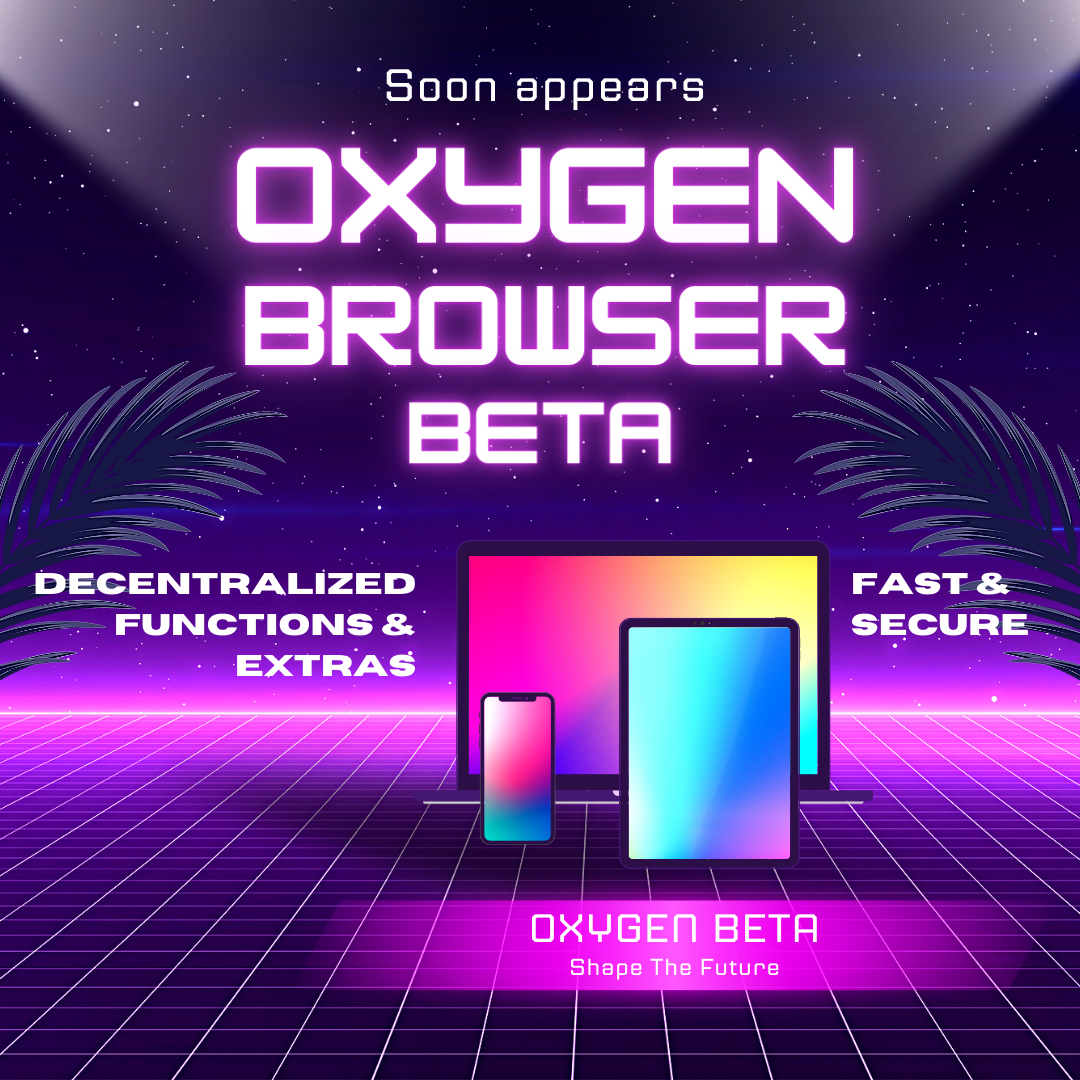 Soon appears
OXYGEN
BROWSER
BETA
DECENTRALIZED
FUNCTIONS &
EXTRAS
FAST &
SECURE
OXYGEN BETA
Shape The Future